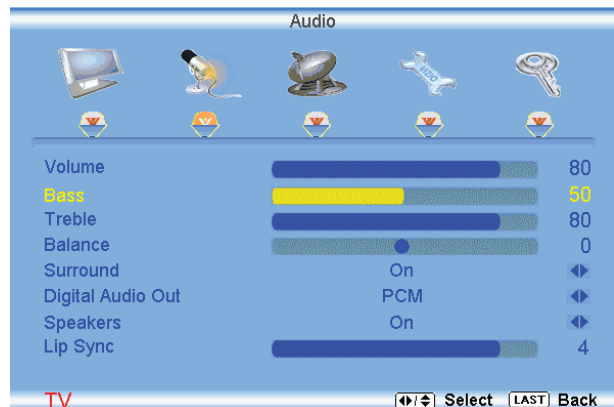 Audio
VIZIO
Volume 80
Bass 50
Treble 80
Balance 0
Surround On
Digital Audio Out PCM
Speakers On
Lip Sync 4
TV Select LAST Back